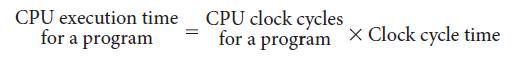 CPU execution time = CPU clock cycles × Clock cycle time
for a program for a program